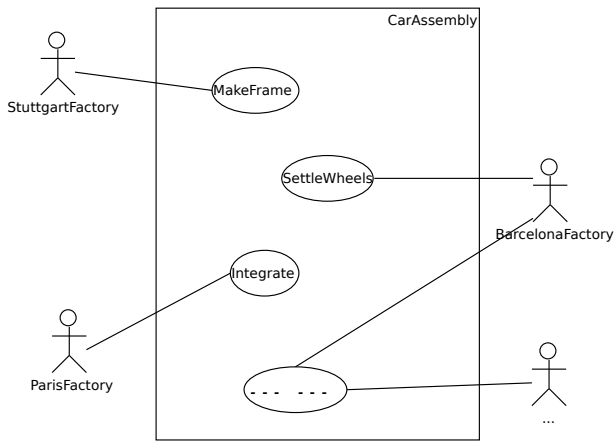 CarAssembly
MakeFrame
StuttgartFactory
SettleWheels
BarcelonaFactory
Integrate
ParisFactory
--- ---
...